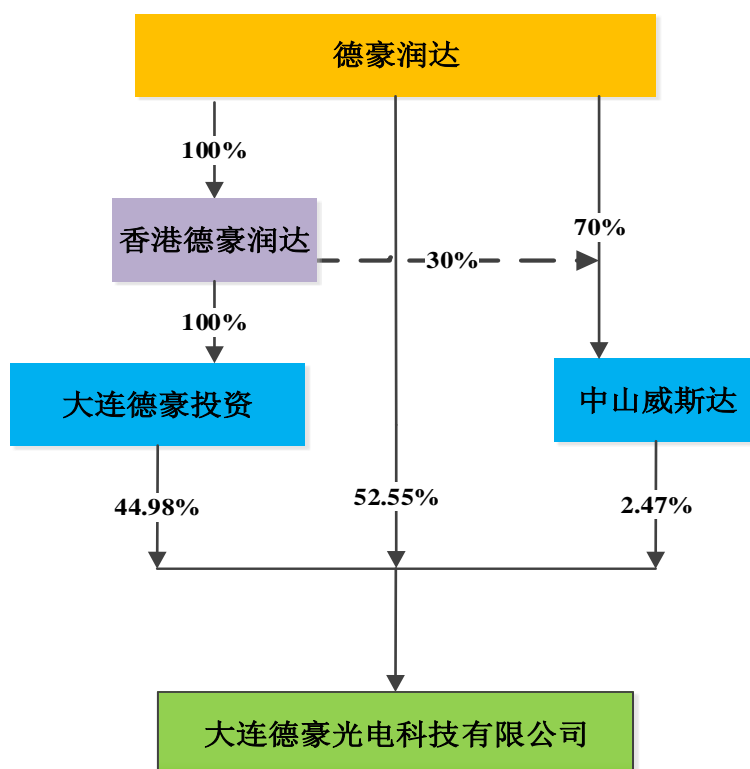 德豪润达
100%
香港德豪润达
70%
30%
100%
大连德豪投资
中山威斯达
44.98%
52.55%
2.47%
大连德豪光电科技有限公司